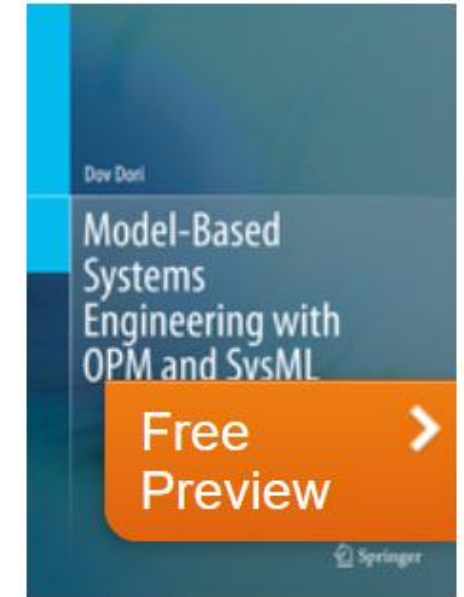 Dov Dori
Model-Based
Systems
Engineering with
OPM and SysML
Free
Preview
Springer